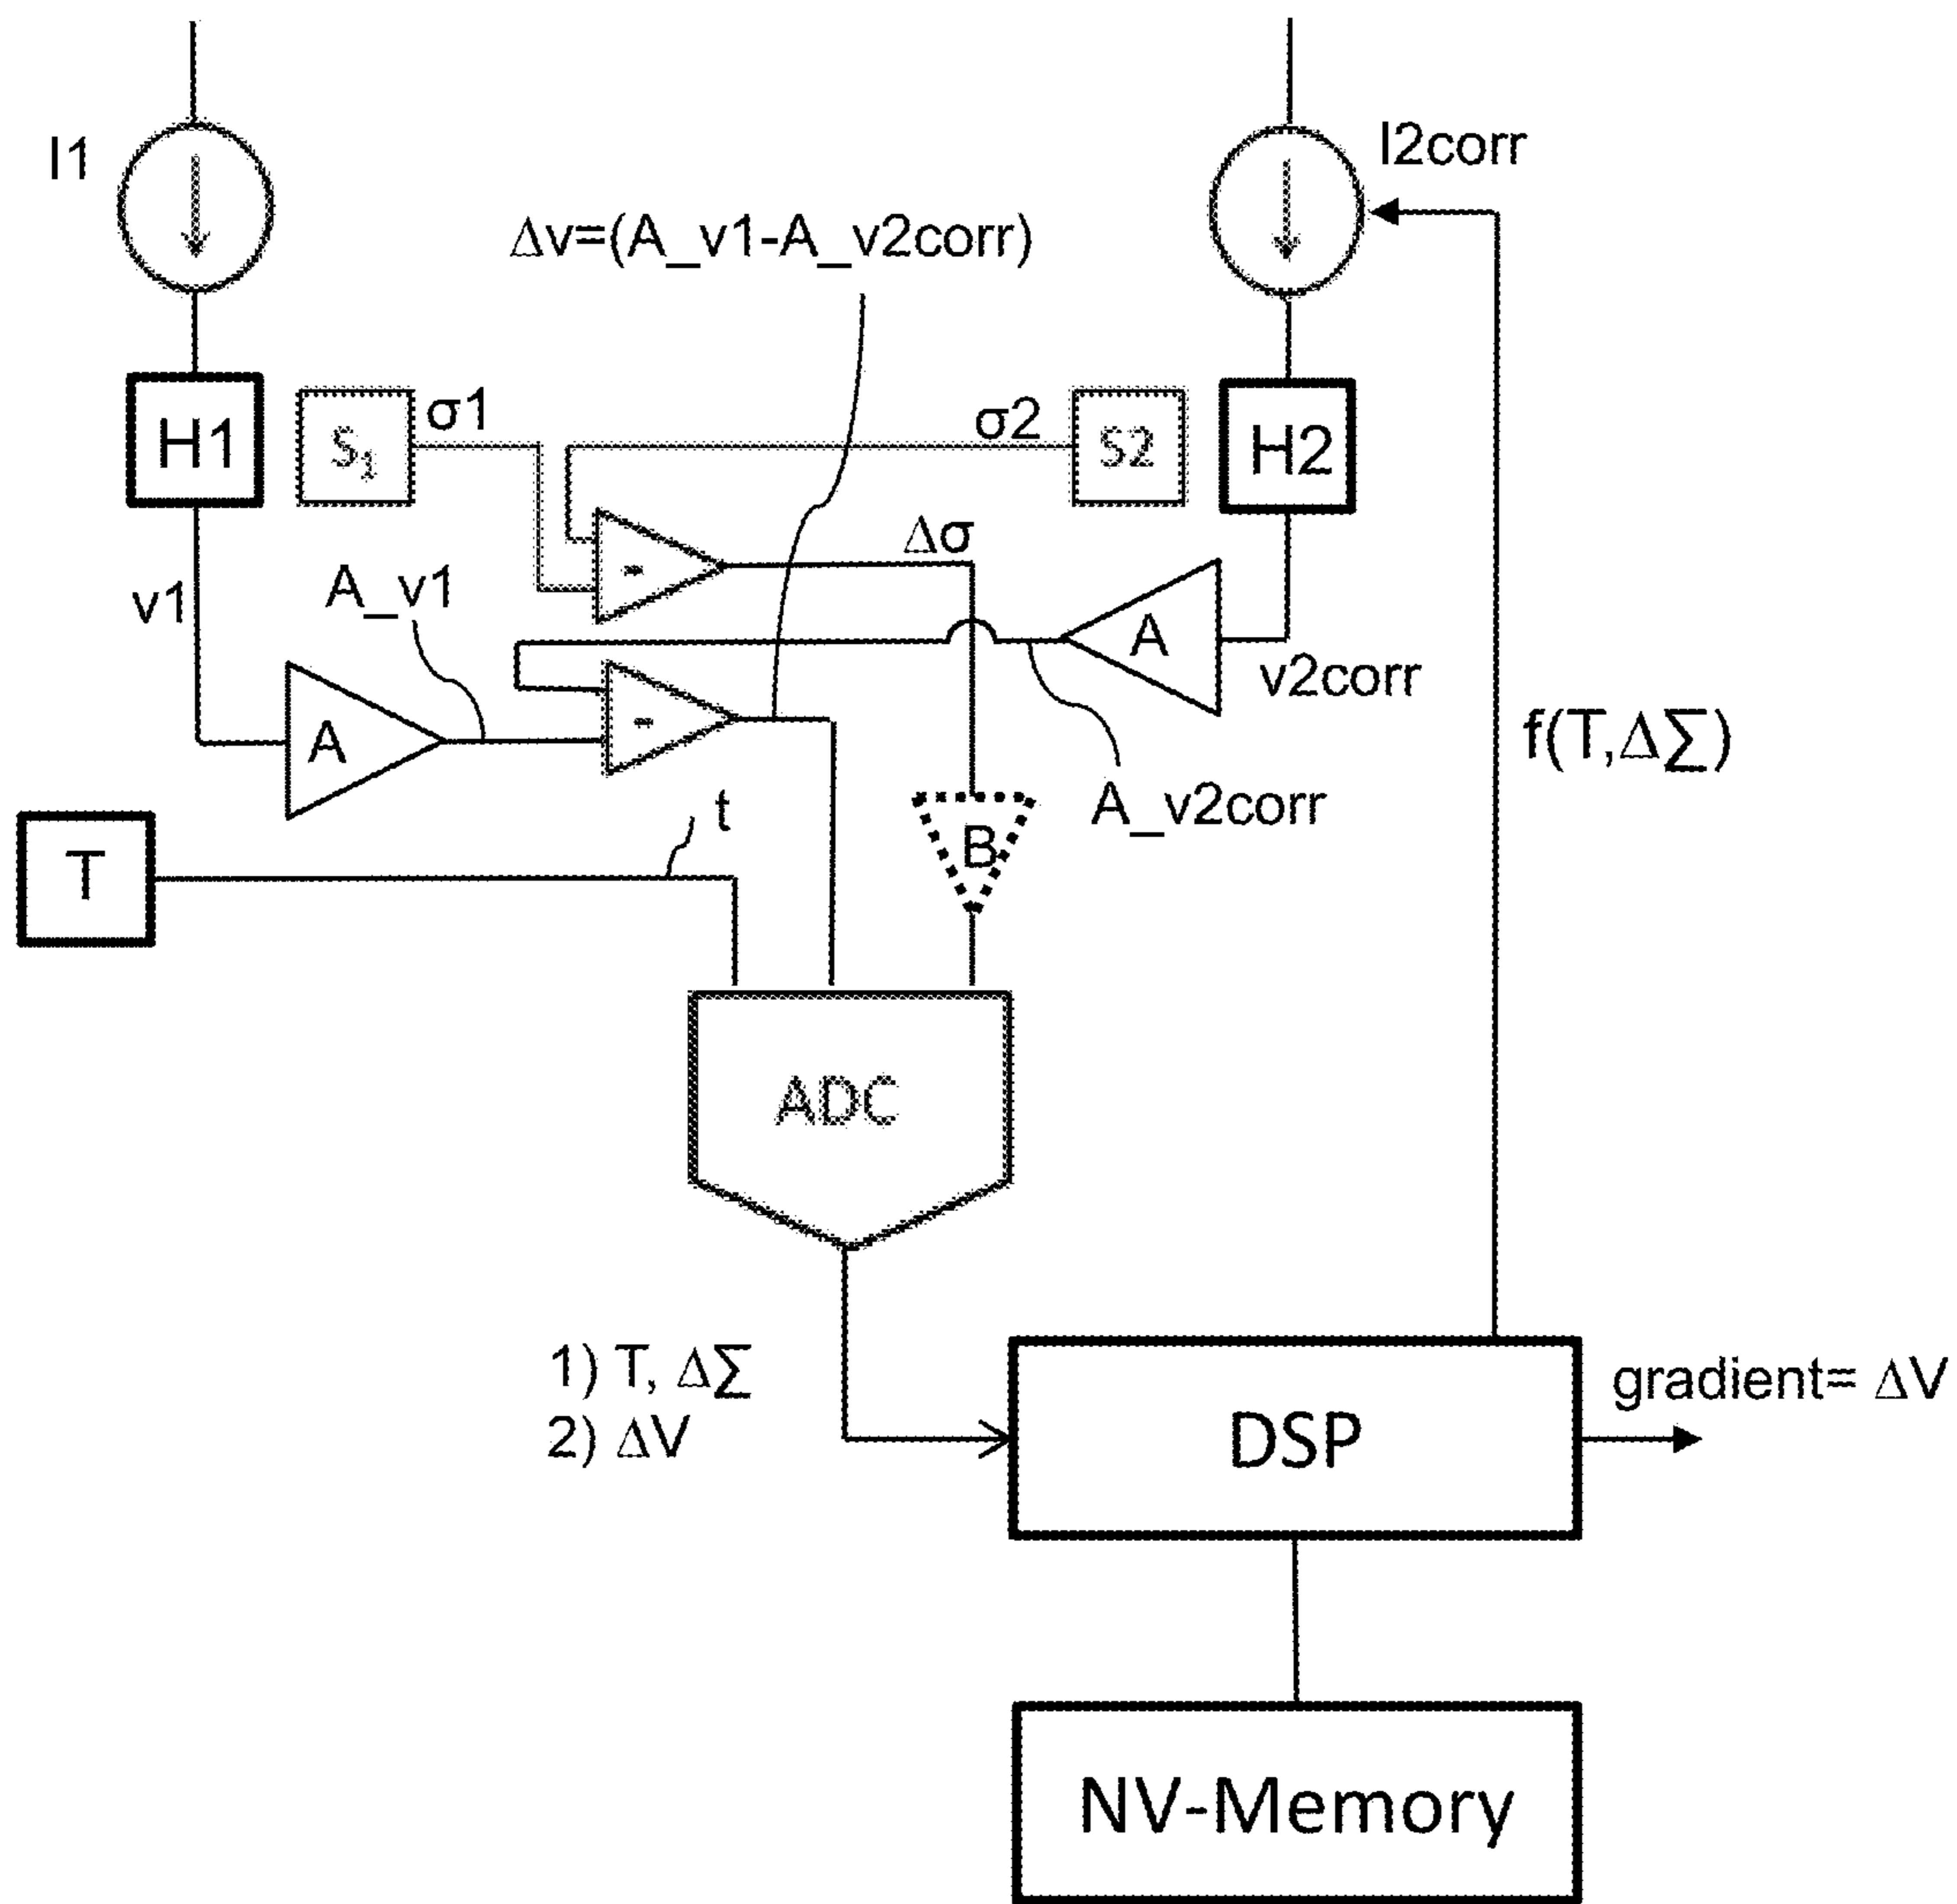 I1
I2corr
Δv=(A_v1-A_v2corr)
H1
S1
σ1
σ2
S2
H2
-
Δσ
v1
A_v1
A
v2corr
A
-
f(T,Δ∑)
A_v2corr
t
B
T
ADC
1) T, Δ∑
2) ΔV
gradient= ΔV
DSP
NV-Memory